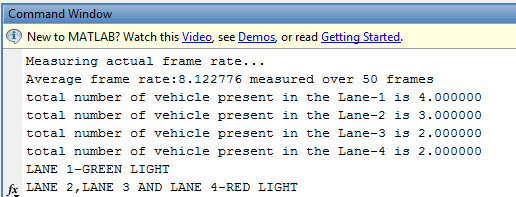 Command Window
New to MATLAB? Watch this Video, see Demos, or read Getting Started.
Measuring actual frame rate...
Average frame rate:8.122776 measured over 50 frames
total number of vehicle present in the Lane-1 is 4.000000
total number of vehicle present in the Lane-2 is 3.000000
total number of vehicle present in the Lane-3 is 2.000000
total number of vehicle present in the Lane-4 is 2.000000
LANE 1-GREEN LIGHT
fx LANE 2,LANE 3 AND LANE 4-RED LIGHT